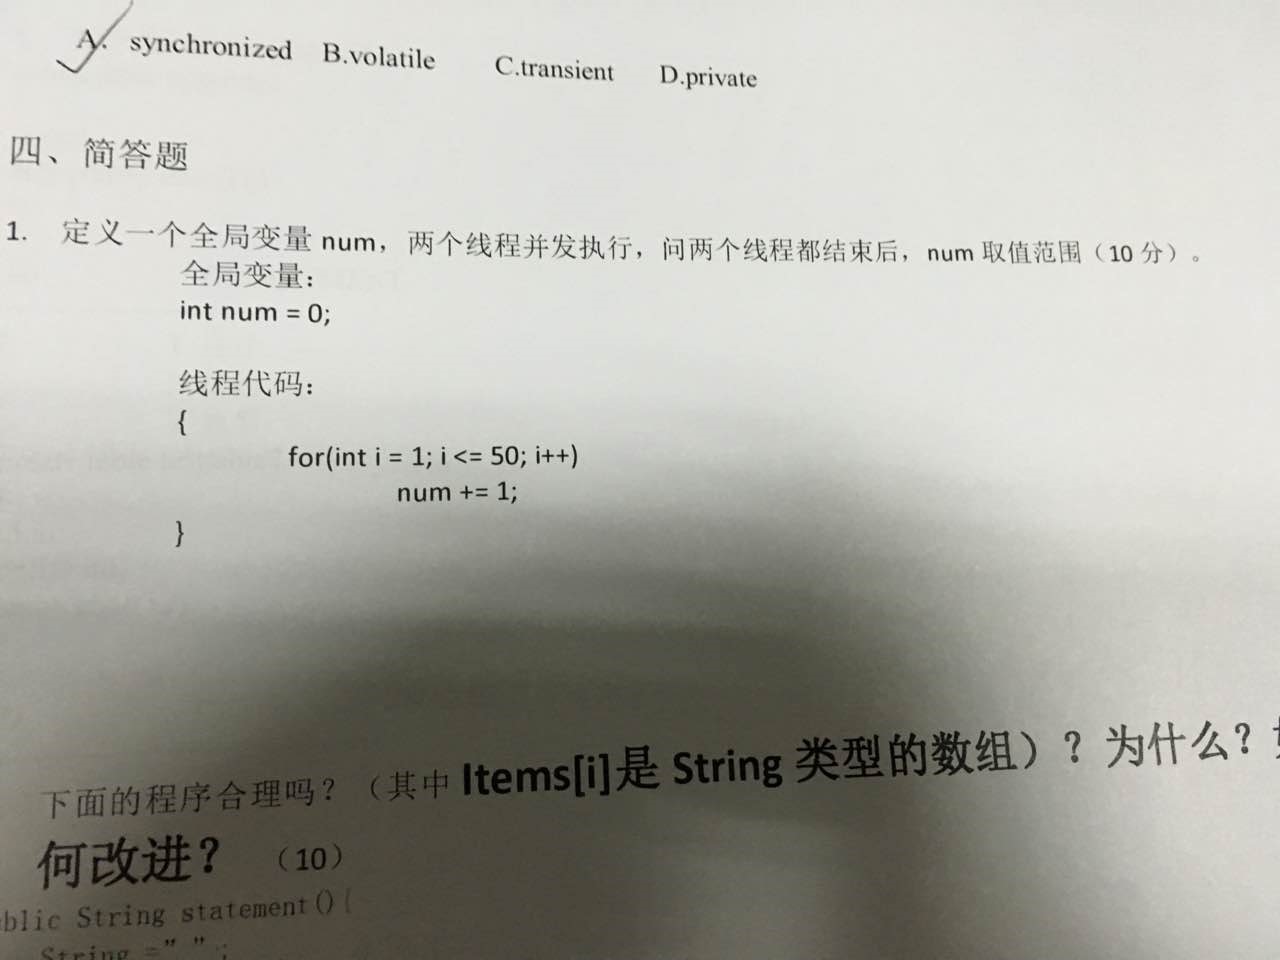 A. synchronized B.volatile C.transient D.private
四、简答题
1. 定义一个全局变量 num，两个线程并发执行，问两个线程都结束后，num 取值范围（10 分）。
全局变量：
int num = 0;
线程代码：
{
for(int i = 1; i <= 50; i++)
num += 1;
}
下面的程序合理吗？（其中 Items[i]是 String 类型的数组）？为什么？
何改进？（10）
blic String statement(){
String =" ";